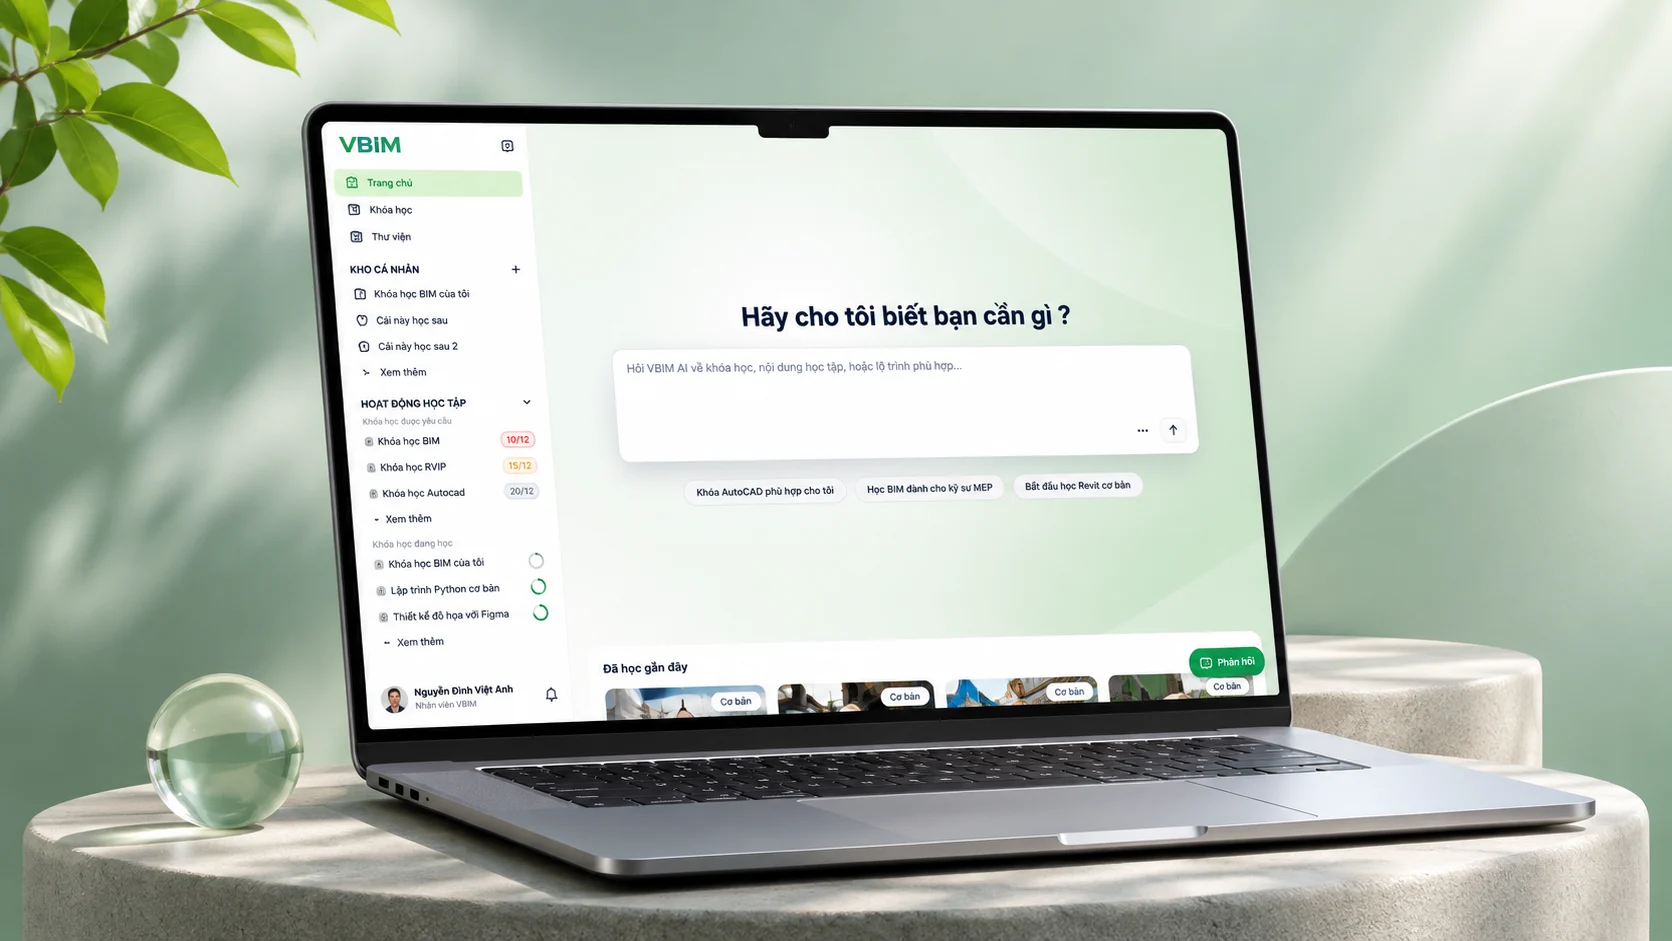 VBIM
Trang chủ
Khóa học
Thư viện
KHO CÁ NHÂN
Khóa học BIM của tôi
Cái này học sau
Cái này học sau 2
Xem thêm
HOẠT ĐỘNG HỌC TẬP
Khóa học được yêu cầu
Khóa học BIM 10/12
Khóa học RVIP 15/12
Khóa học Autocad 20/12
Xem thêm
Khóa học đang học
Khóa học BIM của tôi
Lập trình Python cơ bản
Thiết kế đồ họa với Figma
Xem thêm
Nguyễn Đình Việt Anh
Nhân viên VBIM
Hãy cho tôi biết bạn cần gì ?
Hỏi VBIM AI về khóa học, nội dung học tập, hoặc lộ trình phù hợp...
Khóa AutoCAD phù hợp cho tôi
Học BIM dành cho kỹ sư MEP
Bắt đầu học Revit cơ bản
Đã học gần đây
Phản hồi
Cơ bản
Cơ bản
Cơ bản
Cơ bản